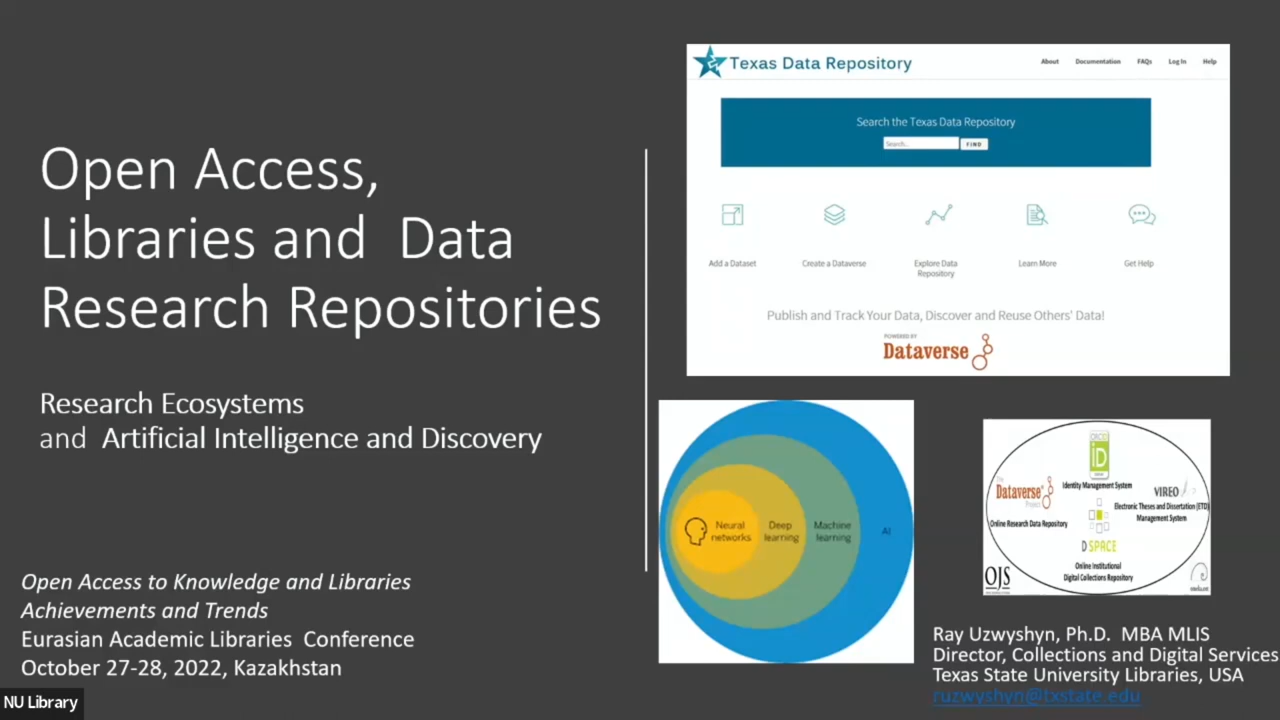 Open Access,
Libraries and Data
Research Repositories
Research Ecosystems
and Artificial Intelligence and Discovery
Open Access to Knowledge and Libraries
Achievements and Trends
Eurasian Academic Libraries Conference
October 27-28, 2022, Kazakhstan
NU Library
Texas Data Repository
About Documentation FAQs Log In Help
Search the Texas Data Repository
Search... FIND
Add a Dataset
Create a Dataverse
Explore Data
Repository
Learn More
Get Help
Publish and Track Your Data, Discover and Reuse Others' Data!
POWERED BY
Dataverse
Neural
networks
Deep
learning
Machine
learning
AI
iD
Identity Management System
The
Dataverse
Project
Online Research Data Repository
VIREO
Electronic Theses and Dissertation (ETD)
Management System
D SPACE
Online Institutional
Digital Collections Repository
OJS
Ray Uzwyshyn, Ph.D. MBA MLIS
Director, Collections and Digital Services
Texas State University Libraries, USA
ruzwyshyn@txstate.edu